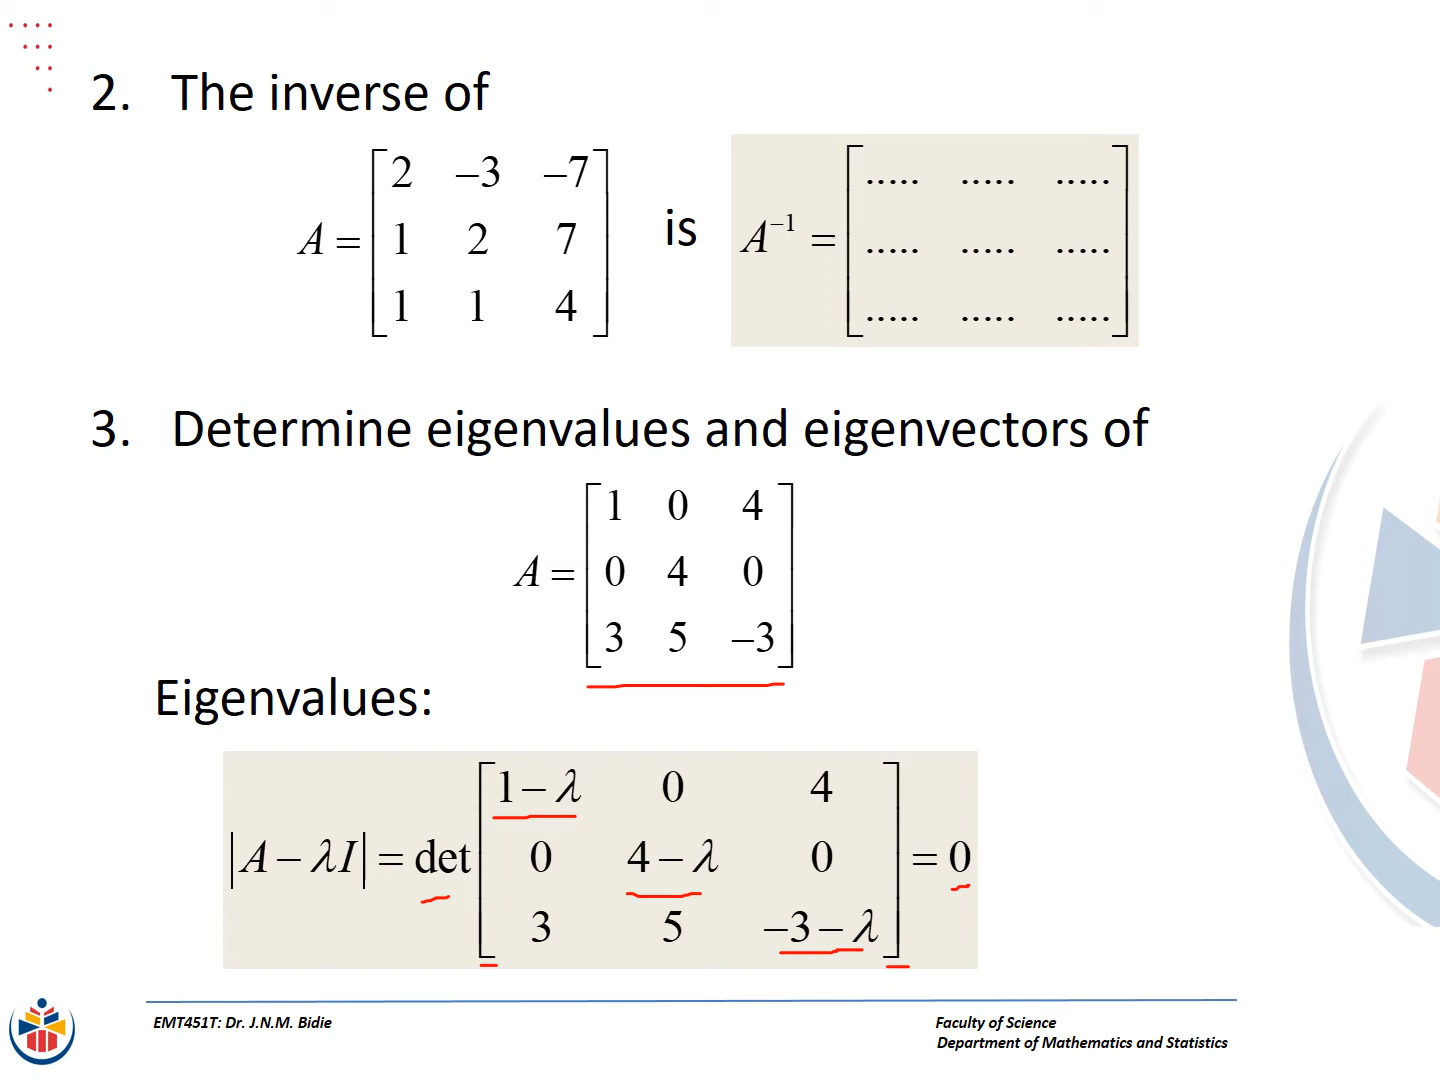 2. The inverse of
A = [2 −3 −7
1 2 7
1 1 4]
is
A⁻¹ = [..... ..... .....
..... ..... .....
..... ..... .....]
3. Determine eigenvalues and eigenvectors of
A = [1 0 4
0 4 0
3 5 −3]
Eigenvalues:
|A − λI| = det [1 − λ 0 4
0 4 − λ 0
3 5 −3 − λ] = 0
EMT451T: Dr. J.N.M. Bidie
Faculty of Science
Department of Mathematics and Statistics